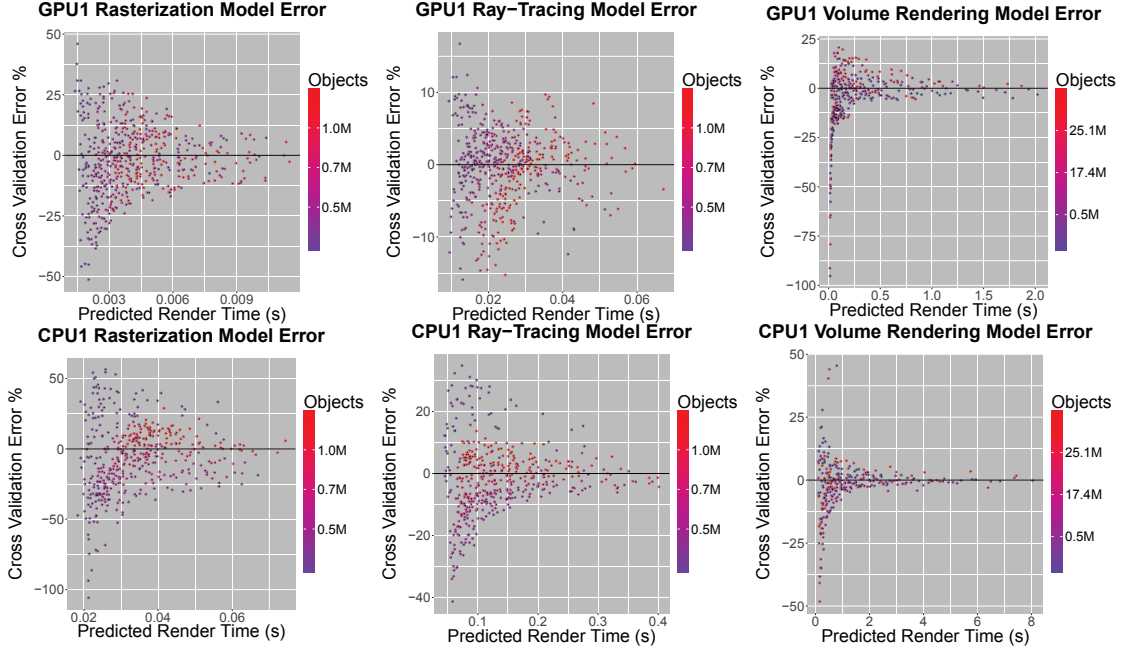 GPU1 Rasterization Model Error
Cross Validation Error %
50
25
0
−25
−50
0.003 0.006 0.009
Predicted Render Time (s)
Objects
1.0M
0.7M
0.5M
GPU1 Ray−Tracing Model Error
Cross Validation Error %
10
0
−10
0.02 0.04 0.06
Predicted Render Time (s)
Objects
1.0M
0.7M
0.5M
GPU1 Volume Rendering Model Error
Cross Validation Error %
25
0
−25
−50
−75
−100
0.0 0.5 1.0 1.5 2.0
Predicted Render Time (s)
Objects
25.1M
17.4M
0.5M
CPU1 Rasterization Model Error
Cross Validation Error %
50
0
−50
−100
0.02 0.04 0.06
Predicted Render Time (s)
Objects
1.0M
0.7M
0.5M
CPU1 Ray−Tracing Model Error
Cross Validation Error %
20
0
−20
−40
0.1 0.2 0.3 0.4
Predicted Render Time (s)
Objects
1.0M
0.7M
0.5M
CPU1 Volume Rendering Model Error
Cross Validation Error %
50
25
0
−25
−50
0 2 4 6 8
Predicted Render Time (s)
Objects
25.1M
17.4M
0.5M